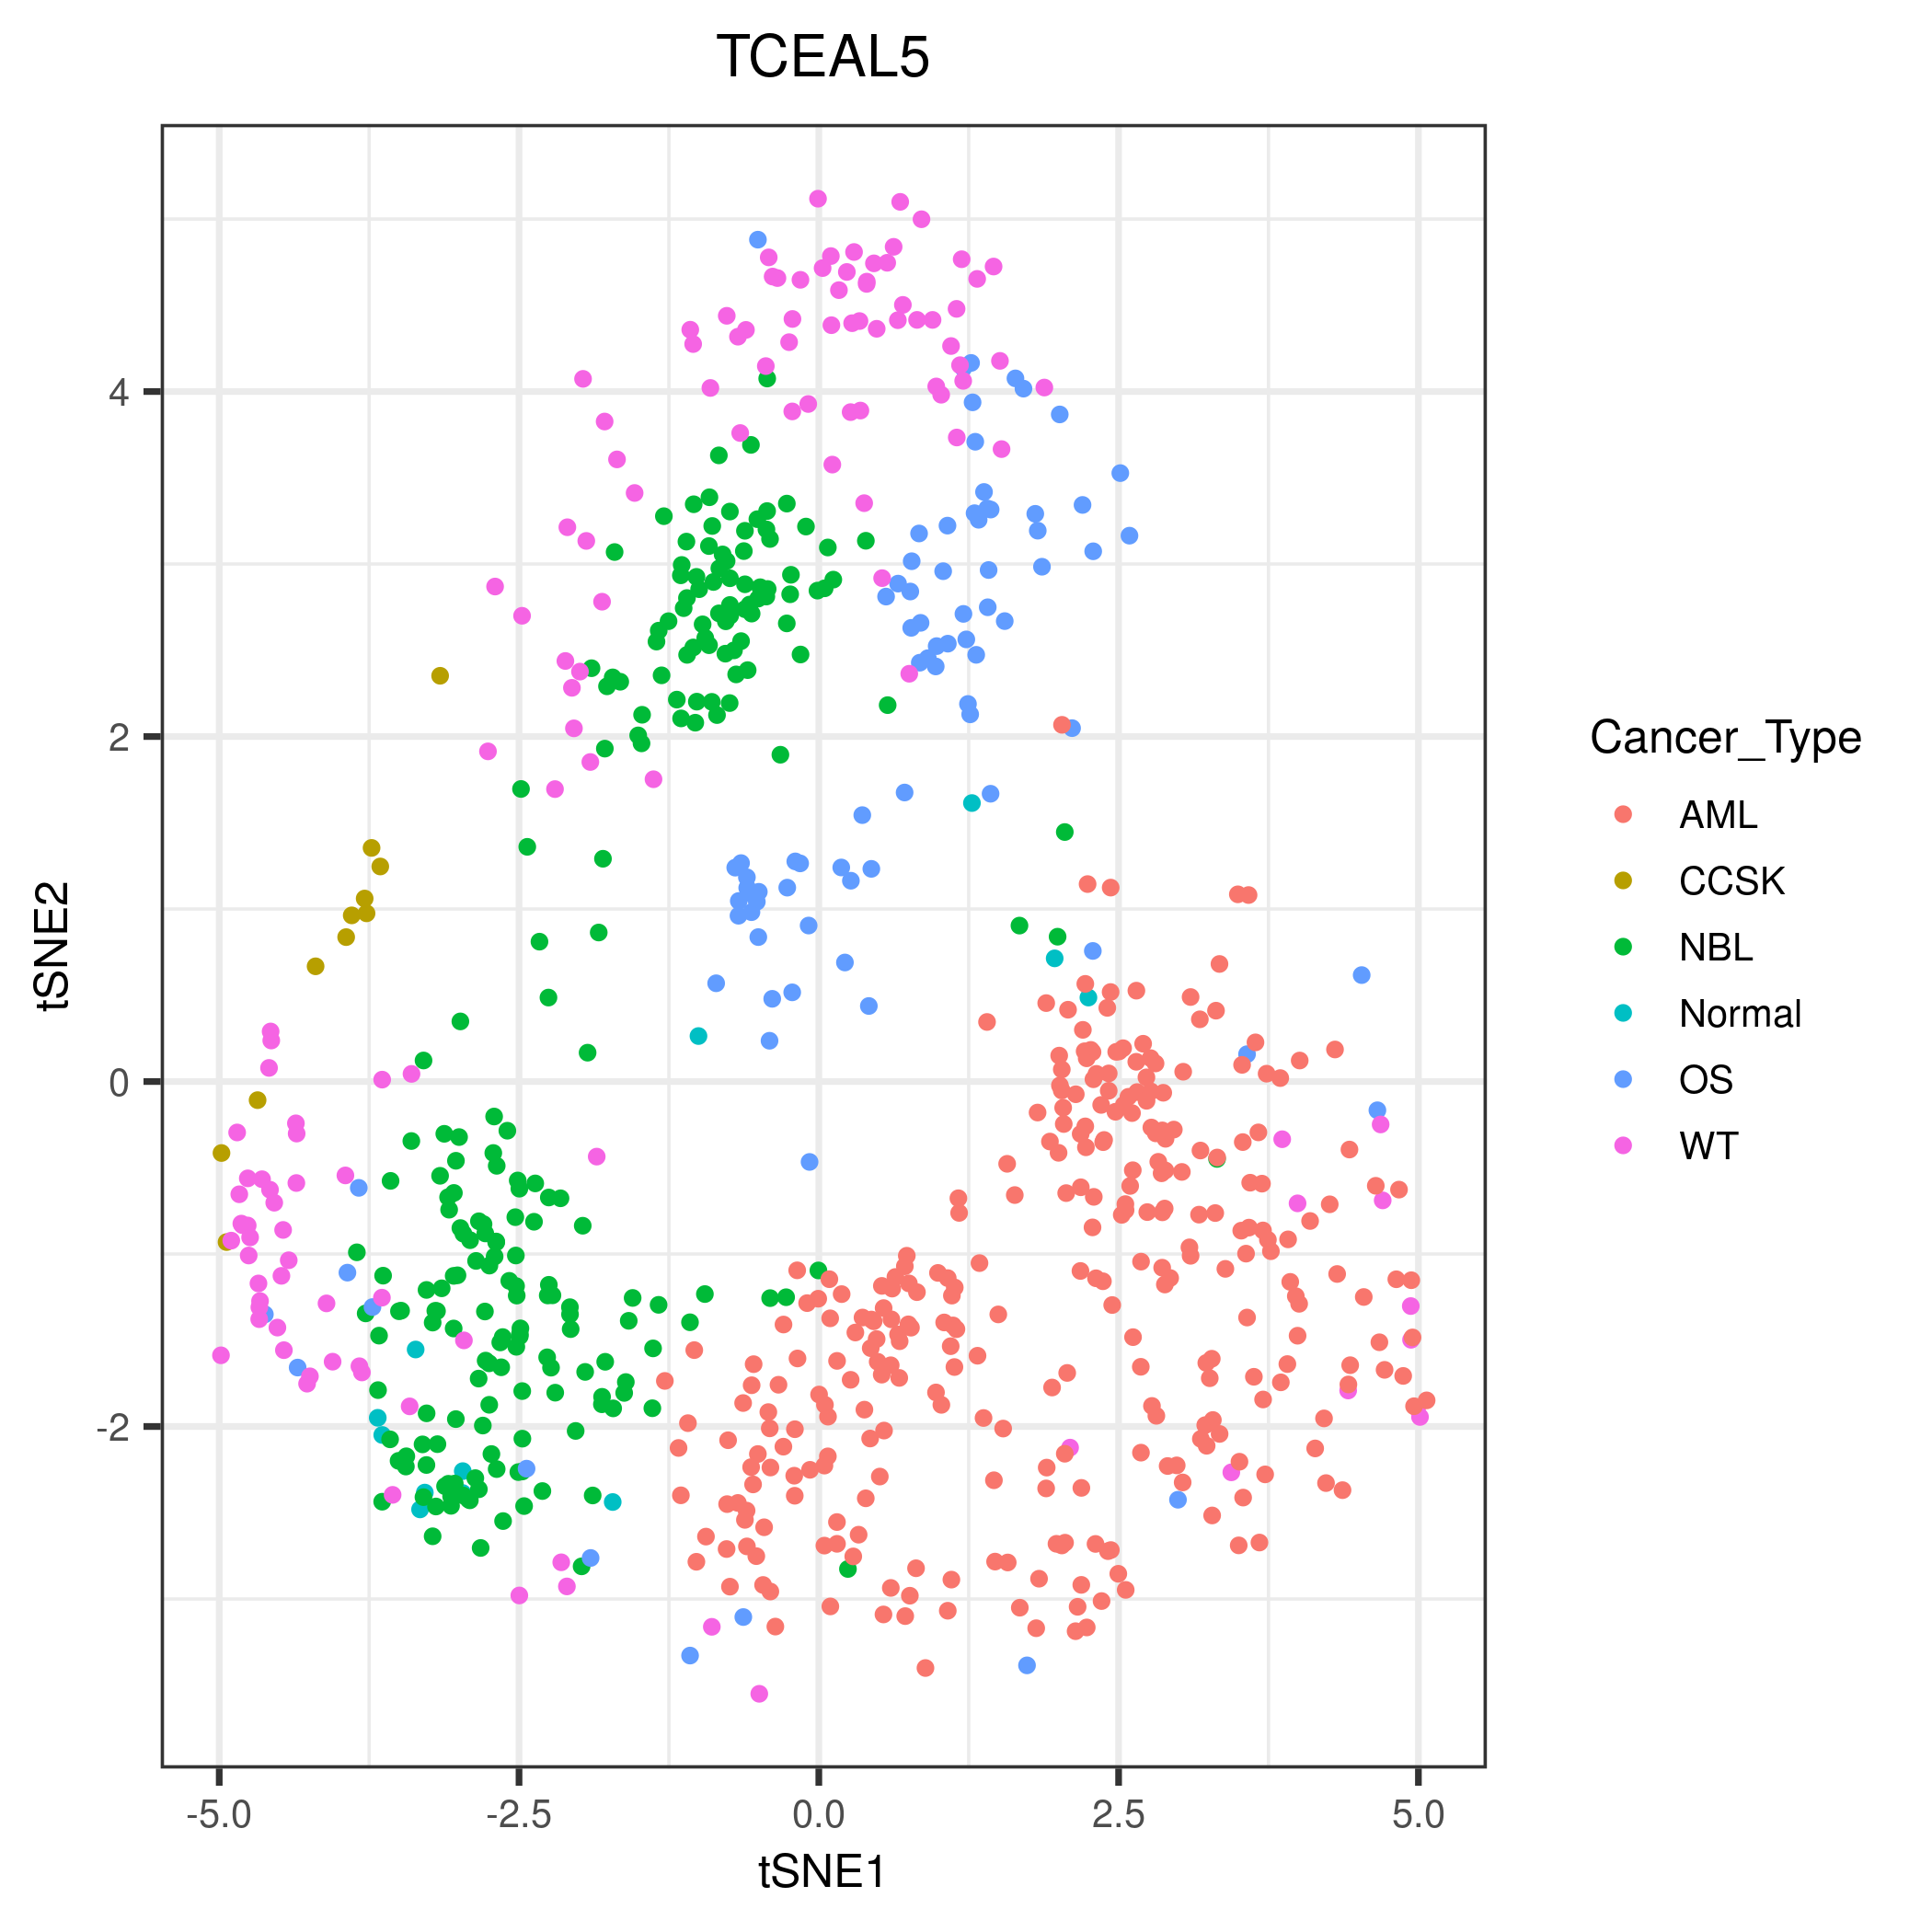 TCEAL5
4
2
0
-2
tSNE2
-5.0 -2.5 0.0 2.5 5.0
tSNE1
Cancer_Type
AML
CCSK
NBL
Normal
OS
WT